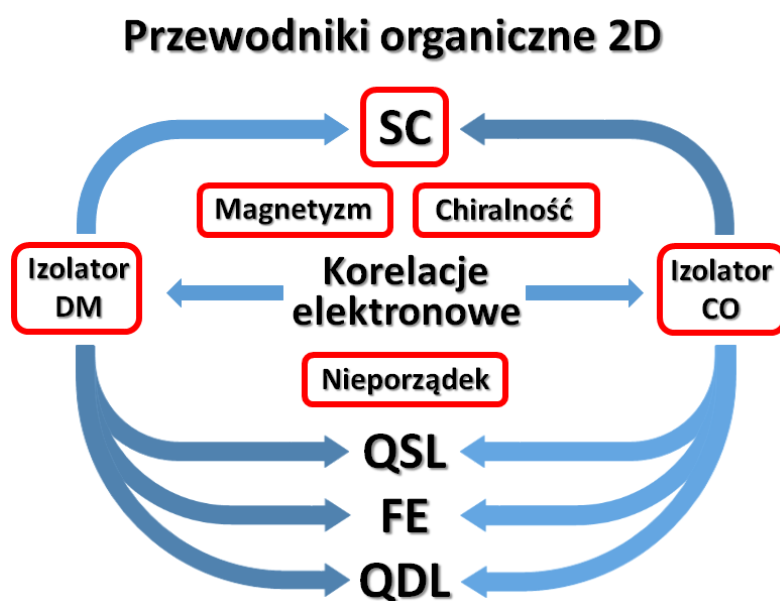 Przewodniki organiczne 2D
SC
Magnetyzm
Chiralność
Izolator
DM
Korelacje
elektronowe
Izolator
CO
Nieporządek
QSL
FE
QDL